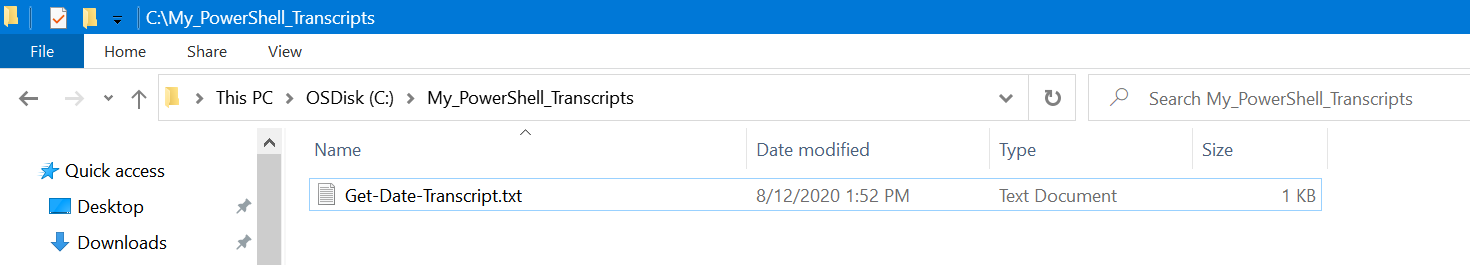 C:\My_PowerShell_Transcripts
File Home Share View
This PC OSDisk (C:) My_PowerShell_Transcripts Search My_PowerShell_Transcripts
Name Date modified Type Size
Quick access
Get-Date-Transcript.txt 8/12/2020 1:52 PM Text Document 1 KB
Desktop
Downloads